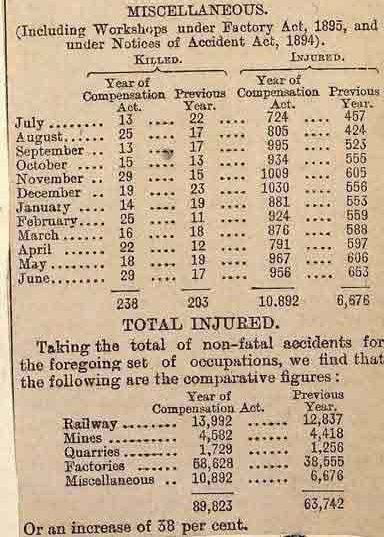 MISCELLANEOUS.
(Including Workshops under Factory Act, 1895, and
under Notices of Accident Act, 1894).
KILLED. INJURED.
Year of Year of
Compensation Previous Compensation Previous
Act. Year. Act. Year.
July ........ 13 .... 22 .... 724 .... 457
August...... 25 .... 17 .... 805 .... 424
September .. 13 .... 17 .... 995 .... 523
October .... 15 .... 13 .... 934 .... 555
November .. 29 .... 15 .... 1009 .... 605
December .. 19 .... 23 .... 1030 .... 556
January .... 14 .... 19 .... 881 .... 553
February.... 25 .... 11 .... 924 .... 559
March ...... 16 .... 18 .... 876 .... 588
April ...... 22 .... 12 .... 791 .... 597
May ........ 18 .... 19 .... 967 .... 606
June........ 29 .... 17 .... 956 .... 653
238 203 10.892 6,676
TOTAL INJURED.
Taking the total of non-fatal accidents for
the foregoing set of occupations, we find that
the following are the comparative figures :
Year of Previous
Compensation Act. Year.
Railway ........ 13,992 ...... 12,837
Mines .......... 4,582 ...... 4,418
Quarries........ 1,729 ...... 1,256
Factories ...... 58,628 ...... 38,555
Miscellaneous .. 10,892 ...... 6,676
89,823 63,742
Or an increase of 38 per cent.